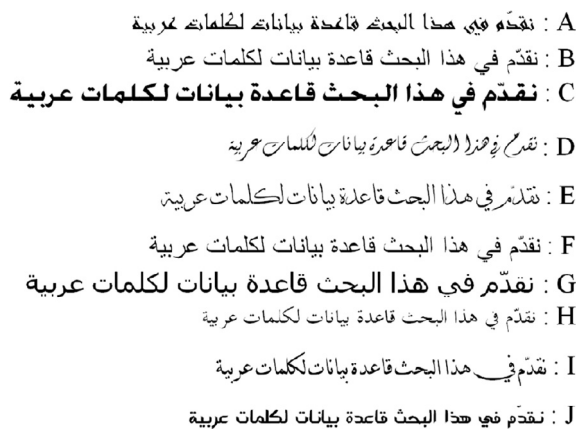 A : نقدّم في هذا البحث قاعدة بيانات لكلمات عربية
B : نقدّم في هذا البحث قاعدة بيانات لكلمات عربية
C : نقدّم في هذا البحث قاعدة بيانات لكلمات عربية
D : نقدّم في هذا البحث قاعدة بيانات لكلمات عربية
E : نقدّم في هذا البحث قاعدة بيانات لكلمات عربية
F : نقدّم في هذا البحث قاعدة بيانات لكلمات عربية
G : نقدّم في هذا البحث قاعدة بيانات لكلمات عربية
H : نقدّم في هذا البحث قاعدة بيانات لكلمات عربية
I : نقدّم في هذا البحث قاعدة بيانات لكلمات عربية
J : نقدّم في هذا البحث قاعدة بيانات لكلمات عربية